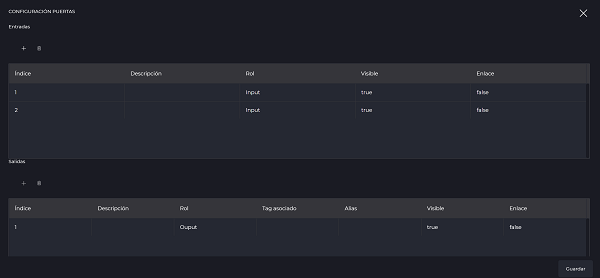 CONFIGURACIÓN PUERTAS
Entradas
Índice Descripción Rol Visible Enlace
1 Input true false
2 Input true false
Salidas
Índice Descripción Rol Tag asociado Alias Visible Enlace
1 Ouput true false
Guardar